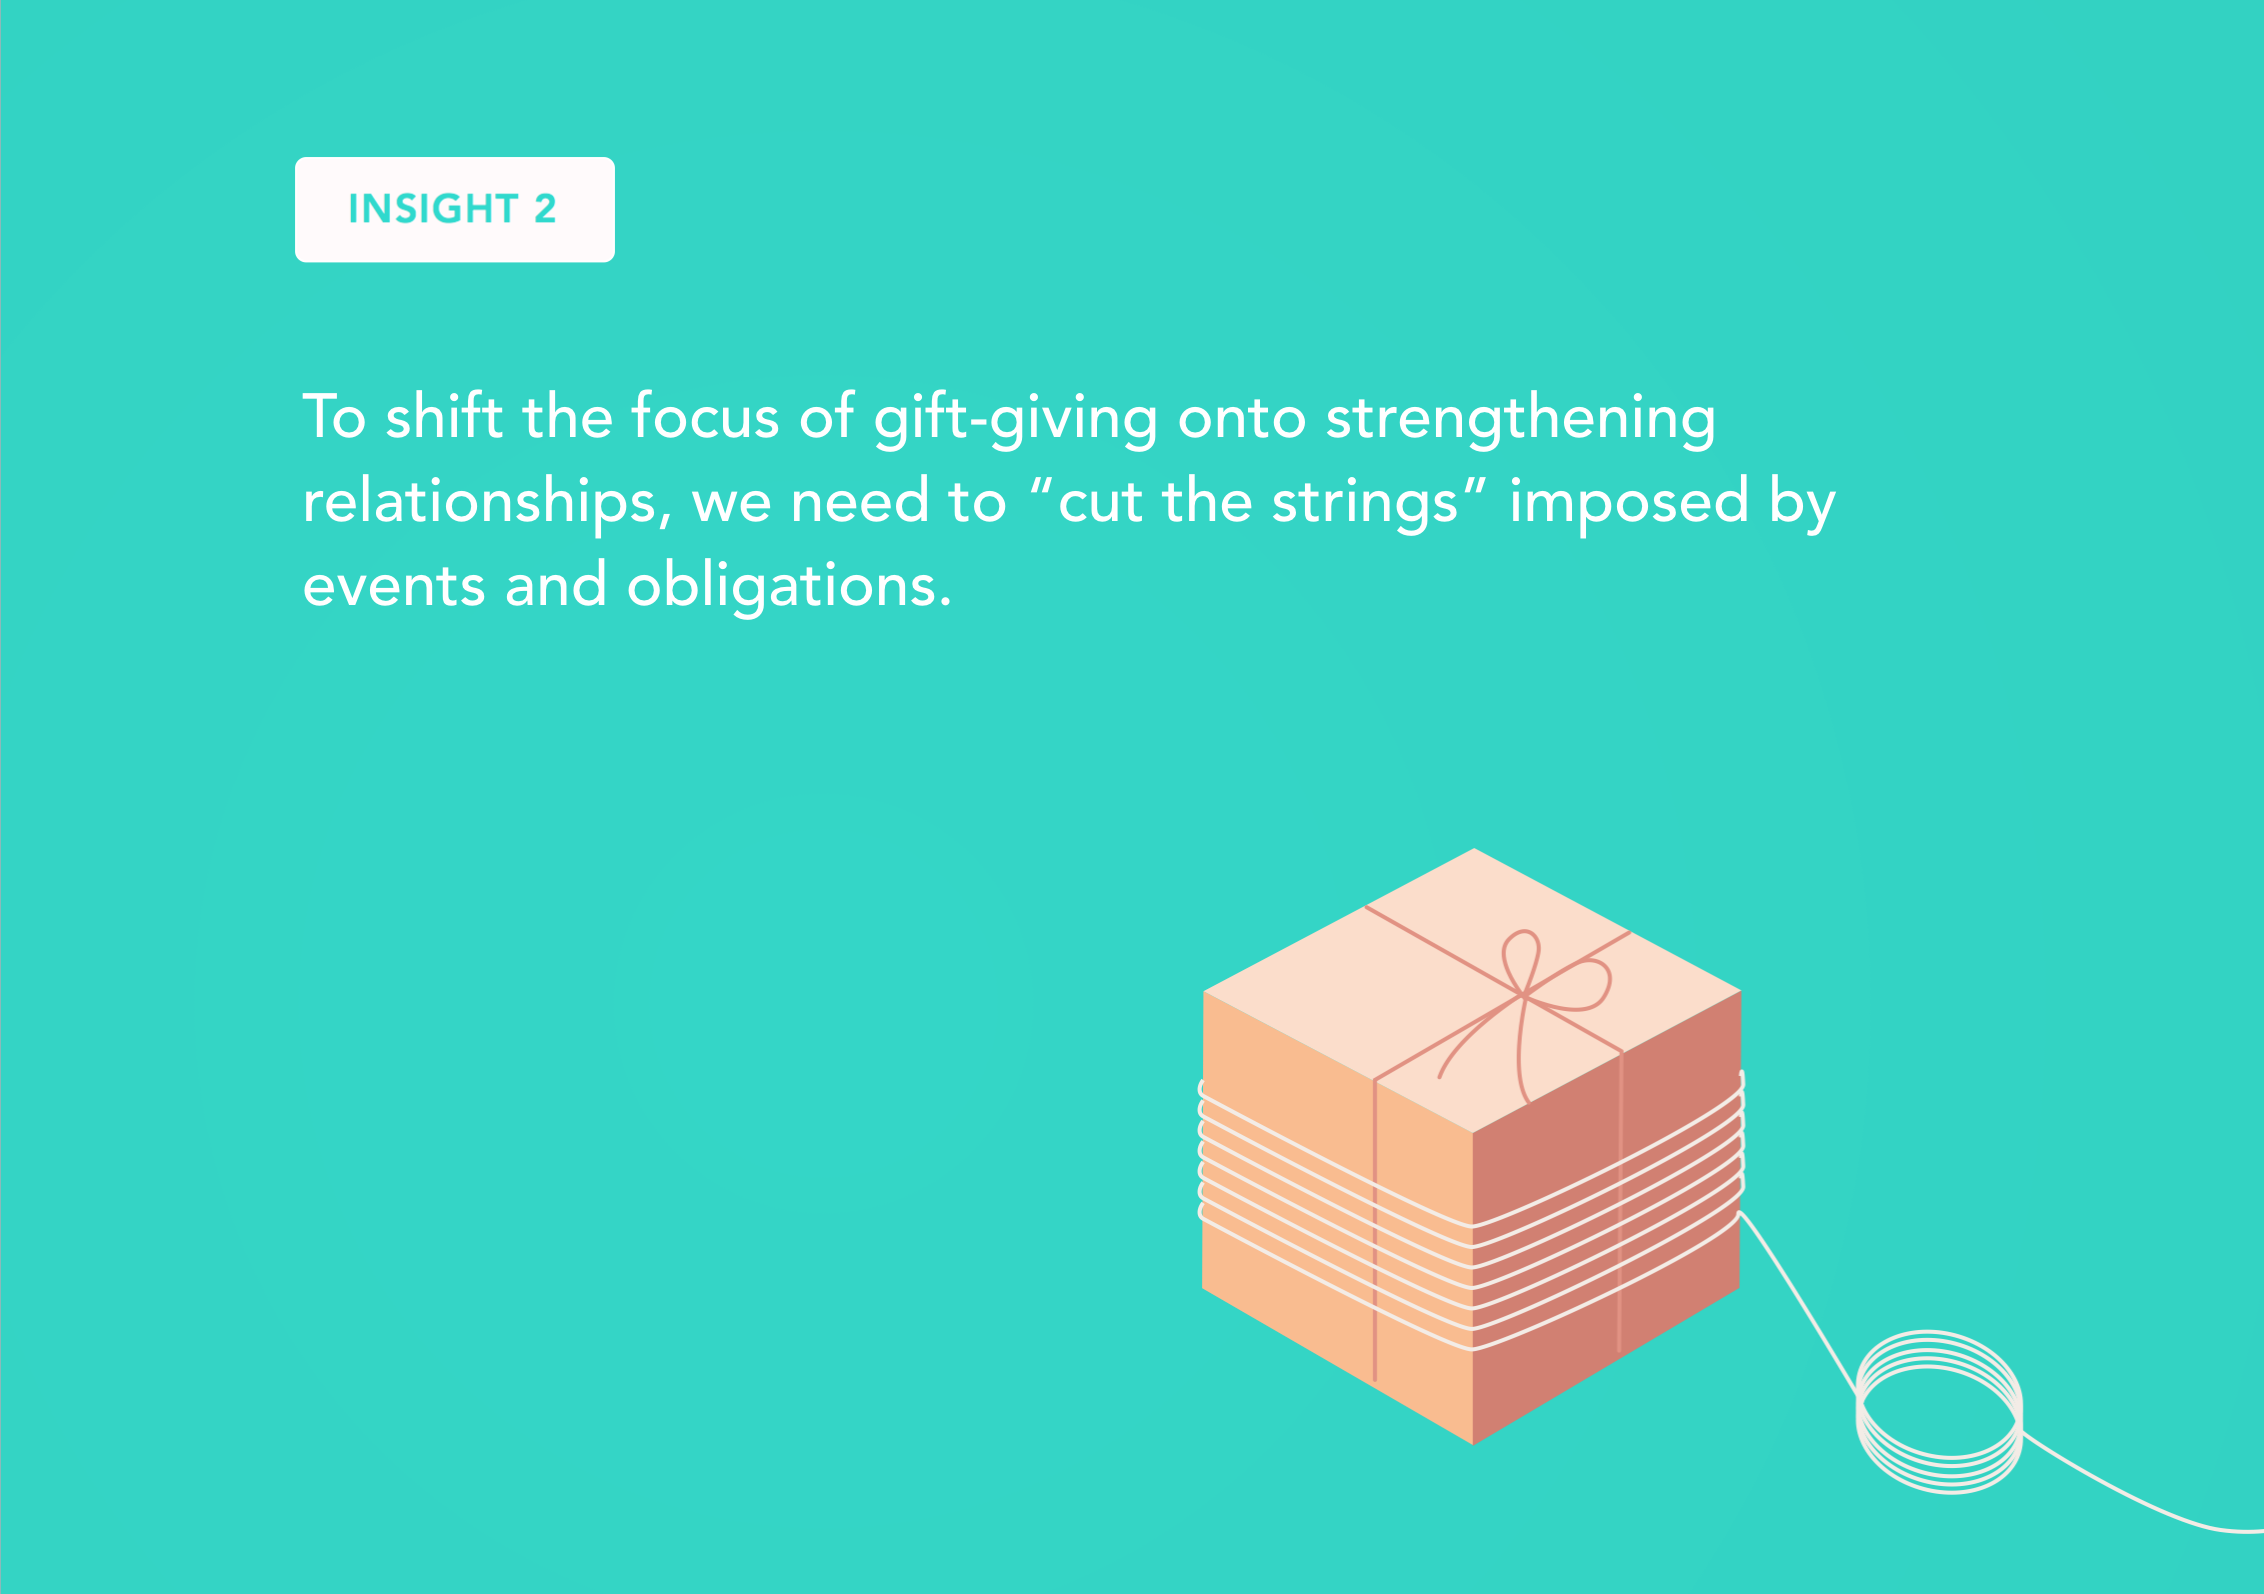 INSIGHT 2
To shift the focus of gift-giving onto strengthening
relationships, we need to “cut the strings” imposed by
events and obligations.